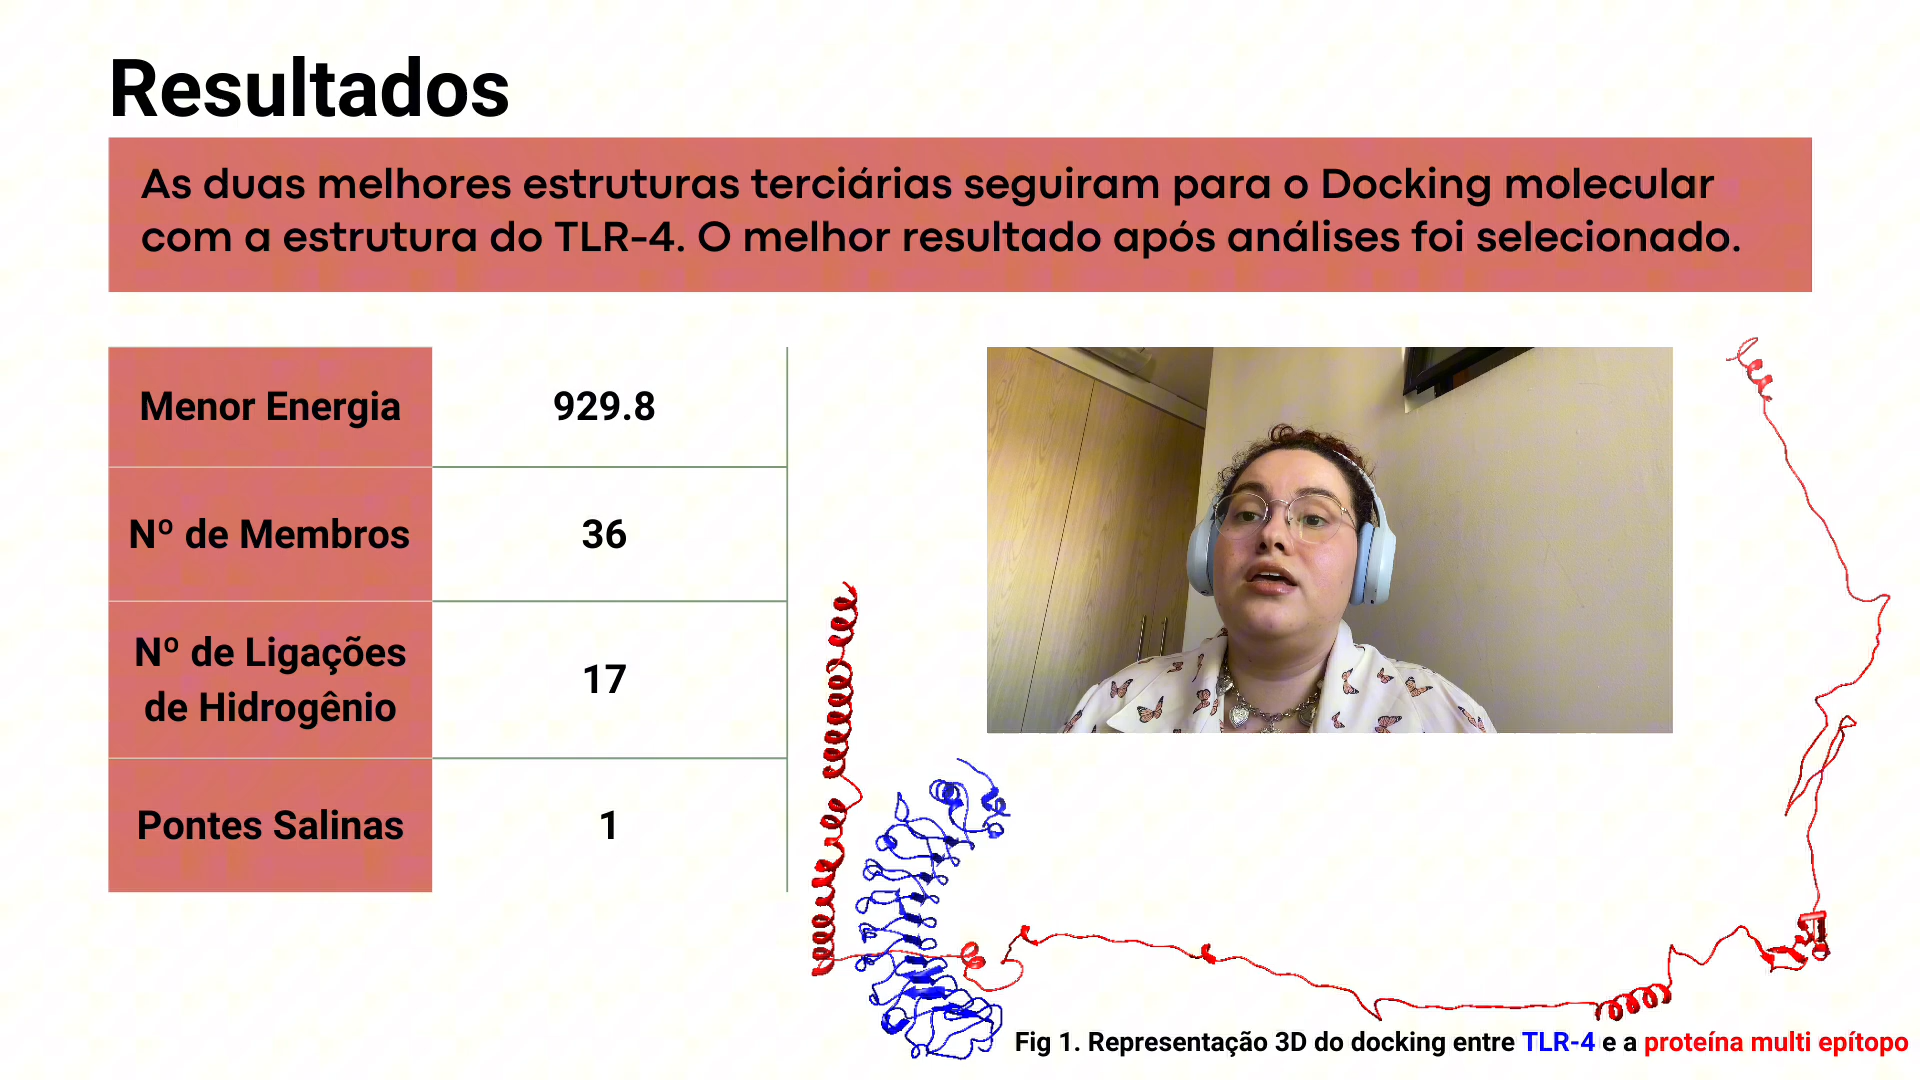 Resultados
As duas melhores estruturas terciárias seguiram para o Docking molecular
com a estrutura do TLR-4. O melhor resultado após análises foi selecionado.
Menor Energia 929.8
Nº de Membros 36
Nº de Ligações
de Hidrogênio 17
Pontes Salinas 1
Fig 1. Representação 3D do docking entre TLR-4 e a proteína multi epítopo